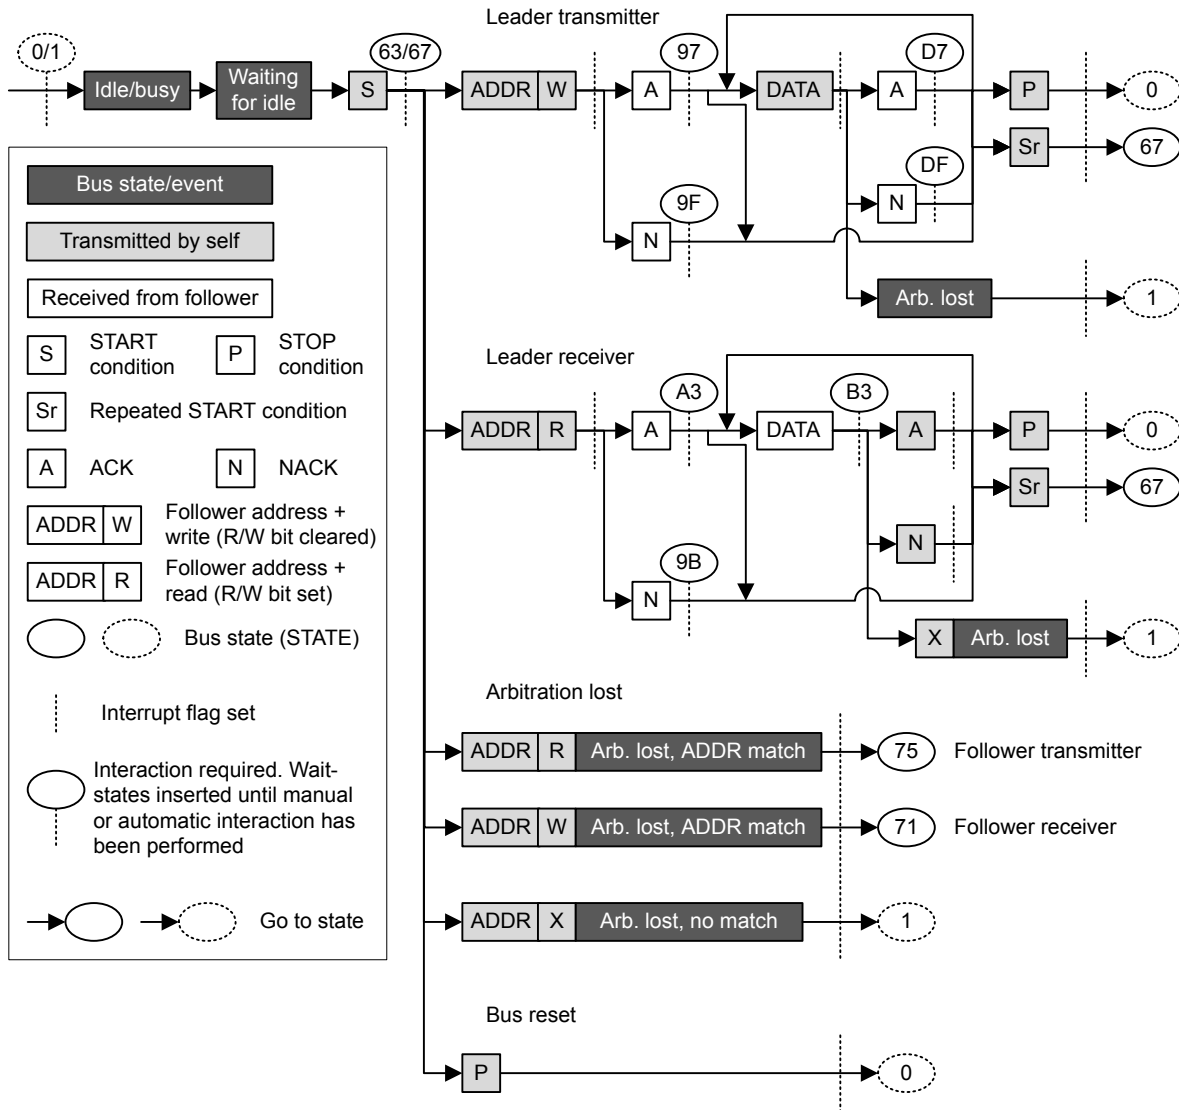 Leader transmitter
0/1
63/67
97
D7
Idle/busy
Waiting
for idle
S
ADDR W
A
DATA
A
P
0
Sr
67
DF
N
9F
N
Arb. lost
1
Bus state/event
Transmitted by self
Received from follower
S
START
condition
P
STOP
condition
Sr
Repeated START condition
A
ACK
N
NACK
ADDR W
Follower address +
write (R/W bit cleared)
ADDR R
Follower address +
read (R/W bit set)
Bus state (STATE)
Interrupt flag set
Interaction required. Wait-
states inserted until manual
or automatic interaction has
been performed
Go to state
Leader receiver
A3
B3
ADDR R
A
DATA
A
P
0
Sr
67
N
9B
N
X Arb. lost
1
Arbitration lost
ADDR R Arb. lost, ADDR match
75
Follower transmitter
ADDR W Arb. lost, ADDR match
71
Follower receiver
ADDR X Arb. lost, no match
1
Bus reset
P
0